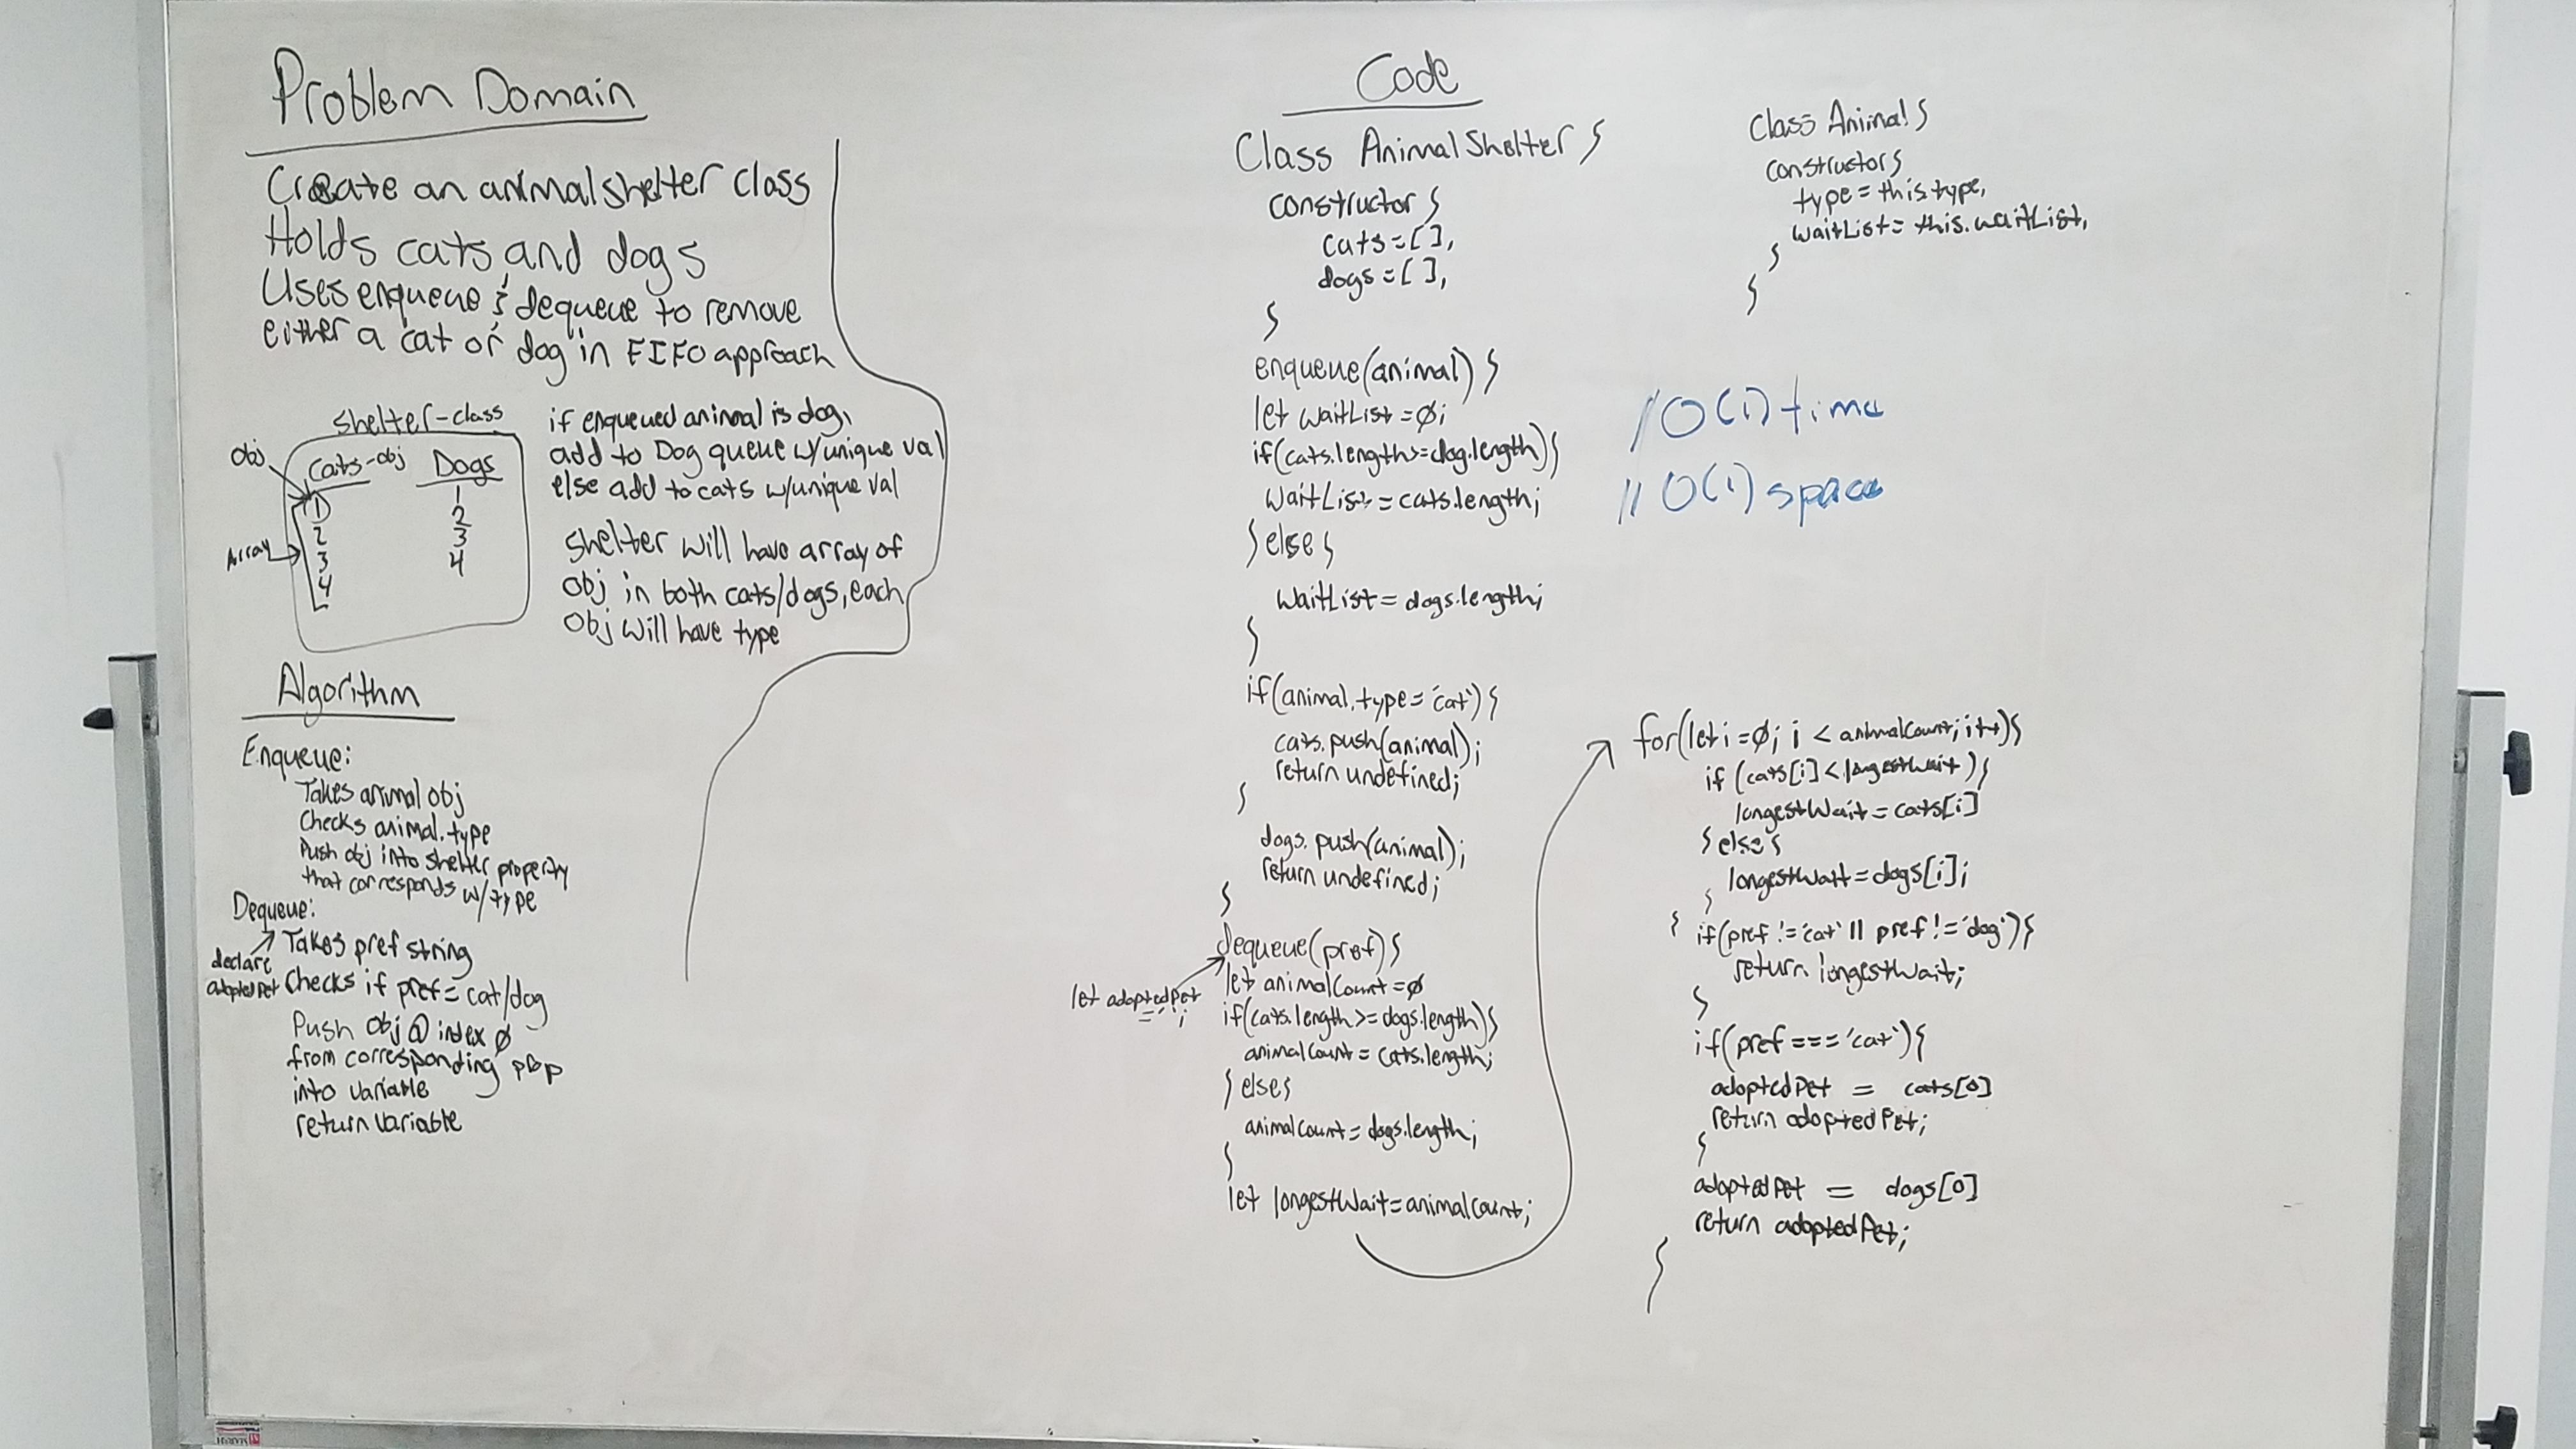 Problem Domain
Create an animalshelter class
Holds cats and dogs
Uses enqueue & dequeue to remove
either a cat or dog in FIFO approach
shelter-class
Obj
Cats-obj Dogs
1 1
2 2
3 3
4 4
Array
if enqueued animal is dog,
add to Dog queue w/unique val
else add to cats w/unique val
shelter will have array of
obj in both cats/dogs, each
obj will have type
Algorithm
Enqueue:
Takes animal obj
Checks animal.type
Push obj into shelter property
that corresponds w/type
Dequeue:
declare
adoptedPet
Takes pref string
Checks if pref = cat/dog
Push Obj @ index 0
from corresponding prop
into variable
return variable
Code
Class AnimalShelter {
constructor {
cats = [ ],
dogs = [ ],
}
enqueue(animal) {
let waitList = 0;
if(cats.length >= dog.length){
WaitList = cats.length;
} else {
WaitList = dogs.length;
}
if(animal.type = 'cat') {
cats.push(animal);
return undefined;
}
dogs.push(animal);
return undefined;
}
dequeue(pref) {
let adoptedPet
= '';
let animalCount = 0
if(cats.length >= dogs.length){
animalCount = cats.length;
} else {
animalCount = dogs.length;
}
let longestWait = animalCount;
for(let i = 0; i < animalCount; i++){
if (cats[i] < longestWait ){
longestWait = cats[i]
} else {
longestWait = dogs[i];
}
} if(pref != 'cat' || pref != 'dog'){
return longestWait;
}
if(pref === 'cat'){
adoptedPet = cats[0]
return adoptedPet;
}
adoptedPet = dogs[0]
return adoptedPet;
}
Class Animal {
constructor {
type = this.type,
waitList = this.waitList,
}
}
// O(1) time
// O(1) space